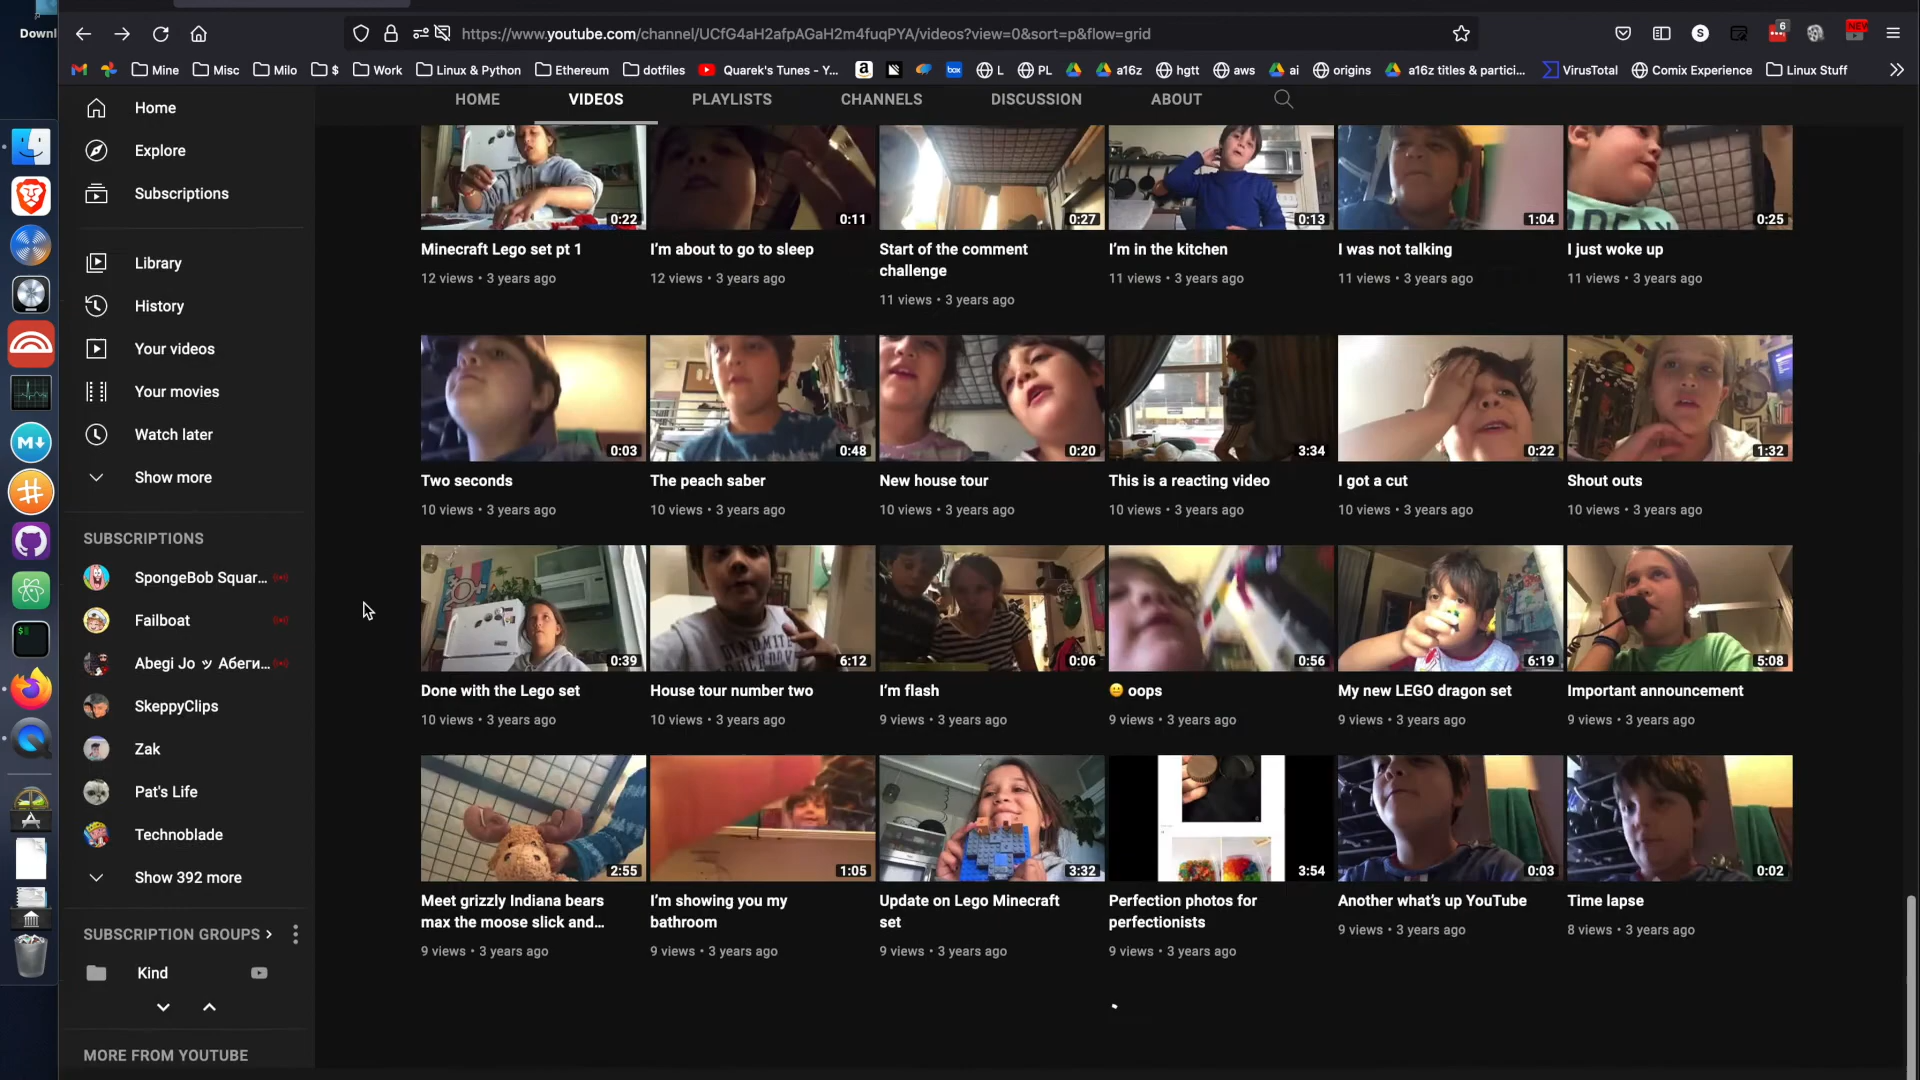 Downl
https://www.youtube.com/channel/UCfG4aH2afpAGaH2m4fuqPYA/videos?view=0&sort=p&flow=grid
S
6
NEW
Mine
Misc
Milo
$
Work
Linux & Python
Ethereum
dotfiles
Quarek's Tunes - Y...
a
box
L
PL
a16z
hgtt
aws
ai
origins
a16z titles & partici...
VirusTotal
Comix Experience
Linux Stuff
Home
Explore
Subscriptions
Library
History
Your videos
Your movies
Watch later
Show more
SUBSCRIPTIONS
SpongeBob Squar...
Failboat
Abegi Jo ッ Абеги...
SkeppyClips
Zak
Pat's Life
Technoblade
Show 392 more
SUBSCRIPTION GROUPS
Kind
MORE FROM YOUTUBE
HOME
VIDEOS
PLAYLISTS
CHANNELS
DISCUSSION
ABOUT
0:22
0:11
0:27
0:13
1:04
0:25
Minecraft Lego set pt 1
12 views • 3 years ago
I'm about to go to sleep
12 views • 3 years ago
Start of the comment
challenge
11 views • 3 years ago
I'm in the kitchen
11 views • 3 years ago
I was not talking
11 views • 3 years ago
I just woke up
11 views • 3 years ago
0:03
0:48
0:20
3:34
0:22
1:32
Two seconds
10 views • 3 years ago
The peach saber
10 views • 3 years ago
New house tour
10 views • 3 years ago
This is a reacting video
10 views • 3 years ago
I got a cut
10 views • 3 years ago
Shout outs
10 views • 3 years ago
0:39
6:12
0:06
0:56
6:19
5:08
Done with the Lego set
10 views • 3 years ago
House tour number two
10 views • 3 years ago
I'm flash
9 views • 3 years ago
😐 oops
9 views • 3 years ago
My new LEGO dragon set
9 views • 3 years ago
Important announcement
9 views • 3 years ago
2:55
1:05
3:32
3:54
0:03
0:02
Meet grizzly Indiana bears
max the moose slick and...
9 views • 3 years ago
I'm showing you my
bathroom
9 views • 3 years ago
Update on Lego Minecraft
set
9 views • 3 years ago
Perfection photos for
perfectionists
9 views • 3 years ago
Another what's up YouTube
9 views • 3 years ago
Time lapse
8 views • 3 years ago